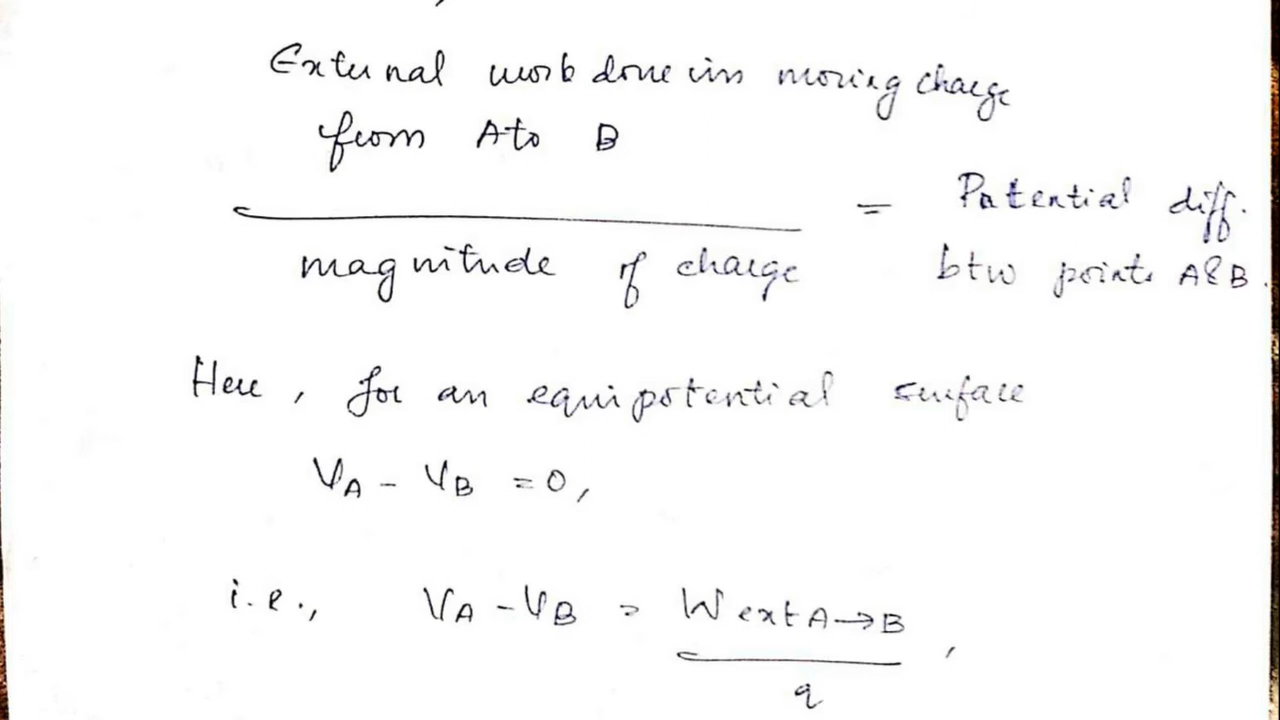 External work done in moving charge
from A to B
magnitude of charge
= Potential diff.
btw points A & B.
Here, for an equipotential surface
VA - VB = 0,
i.e., VA - VB = Wext A→B ,
q